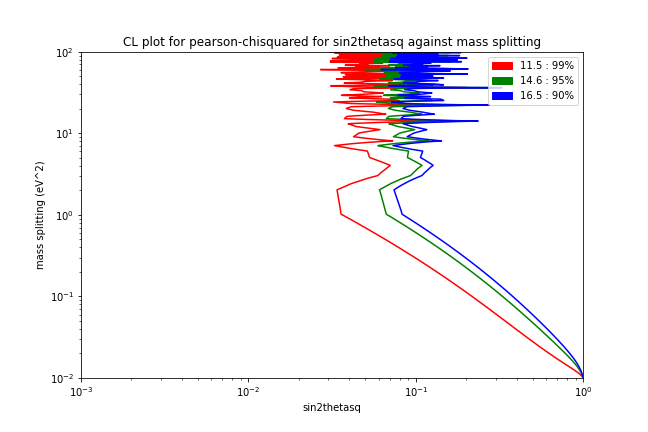 CL plot for pearson-chisquared for sin2thetasq against mass splitting
10^2
10^1
10^0
10^−1
10^−2
mass splitting (eV^2)
11.5 : 99%
14.6 : 95%
16.5 : 90%
10^−3
10^−2
10^−1
10^0
sin2thetasq